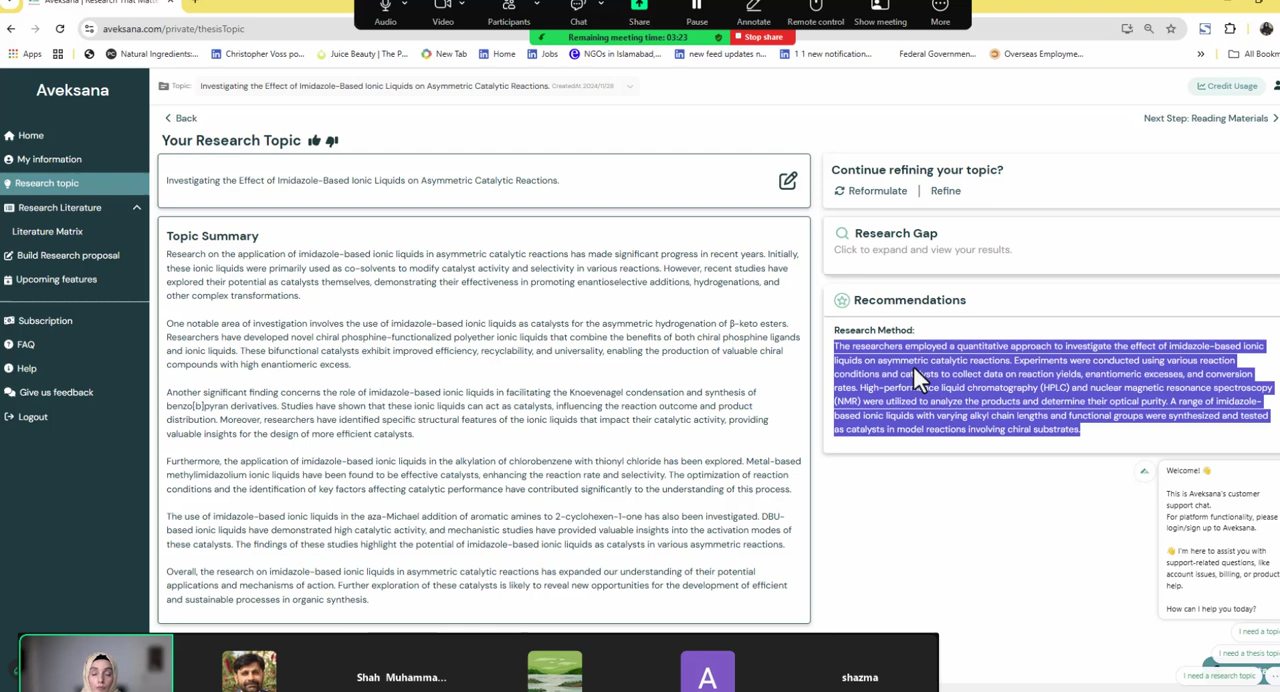 Aveksana | Research That Matte
Audio
Video
Participants
Chat
Share
Pause
Annotate
Remote control
Show meeting
More
aveksana.com/private/thesisTopic
Remaining meeting time: 03:23
Stop share
Apps
Natural Ingredients:...
Christopher Voss po...
Juice Beauty | The P...
New Tab
Home
Jobs
NGOs in Islamabad,...
new feed updates n...
1 1 new notification...
Federal Governmen...
Overseas Employme...
»
All Bookm
Aveksana
Home
My information
Research topic
Research Literature
Literature Matrix
Build Research proposal
Upcoming features
Subscription
FAQ
Help
Give us feedback
Logout
Topic: Investigating the Effect of Imidazole-Based Ionic Liquids on Asymmetric Catalytic Reactions. CreatedAt: 2024/11/28
Credit Usage
Back
Next Step: Reading Materials
Your Research Topic
Investigating the Effect of Imidazole-Based Ionic Liquids on Asymmetric Catalytic Reactions.
Topic Summary
Research on the application of imidazole-based ionic liquids in asymmetric catalytic reactions has made significant progress in recent years. Initially,
these ionic liquids were primarily used as co-solvents to modify catalyst activity and selectivity in various reactions. However, recent studies have
explored their potential as catalysts themselves, demonstrating their effectiveness in promoting enantioselective additions, hydrogenations, and
other complex transformations.
One notable area of investigation involves the use of imidazole-based ionic liquids as catalysts for the asymmetric hydrogenation of β-keto esters.
Researchers have developed novel chiral phosphine-functionalized polyether ionic liquids that combine the benefits of both chiral phosphine ligands
and ionic liquids. These bifunctional catalysts exhibit improved efficiency, recyclability, and universality, enabling the production of valuable chiral
compounds with high enantiomeric excess.
Another significant finding concerns the role of imidazole-based ionic liquids in facilitating the Knoevenagel condensation and synthesis of
benzo[b]pyran derivatives. Studies have shown that these ionic liquids can act as catalysts, influencing the reaction outcome and product
distribution. Moreover, researchers have identified specific structural features of the ionic liquids that impact their catalytic activity, providing
valuable insights for the design of more efficient catalysts.
Furthermore, the application of imidazole-based ionic liquids in the alkylation of chlorobenzene with thionyl chloride has been explored. Metal-based
methylimidazolium ionic liquids have been found to be effective catalysts, enhancing the reaction rate and selectivity. The optimization of reaction
conditions and the identification of key factors affecting catalytic performance have contributed significantly to the understanding of this process.
The use of imidazole-based ionic liquids in the aza-Michael addition of aromatic amines to 2-cyclohexen-1-one has also been investigated. DBU-
based ionic liquids have demonstrated high catalytic activity, and mechanistic studies have provided valuable insights into the activation modes of
these catalysts. The findings of these studies highlight the potential of imidazole-based ionic liquids as catalysts in various asymmetric reactions.
Overall, the research on imidazole-based ionic liquids in asymmetric catalytic reactions has expanded our understanding of their potential
applications and mechanisms of action. Further exploration of these catalysts is likely to reveal new opportunities for the development of efficient
and sustainable processes in organic synthesis.
Continue refining your topic?
Reformulate | Refine
Research Gap
Click to expand and view your results.
Recommendations
Research Method:
The researchers employed a quantitative approach to investigate the effect of imidazole-based ionic
liquids on asymmetric catalytic reactions. Experiments were conducted using various reaction
conditions and catalysts to collect data on reaction yields, enantiomeric excesses, and conversion
rates. High-performance liquid chromatography (HPLC) and nuclear magnetic resonance spectroscopy
(NMR) were utilized to analyze the products and determine their optical purity. A range of imidazole-
based ionic liquids with varying alkyl chain lengths and functional groups were synthesized and tested
as catalysts in model reactions involving chiral substrates.
Welcome! 👋
This is Aveksana's customer
support chat.
For platform functionality, please
login/sign up to Aveksana.
👋 I'm here to assist you with
support-related questions, like
account issues, billing, or product
help.
How can I help you today?
I need a topi
I need a thesis topi
I need a research topic
Shah Muhamma...
A
shazma